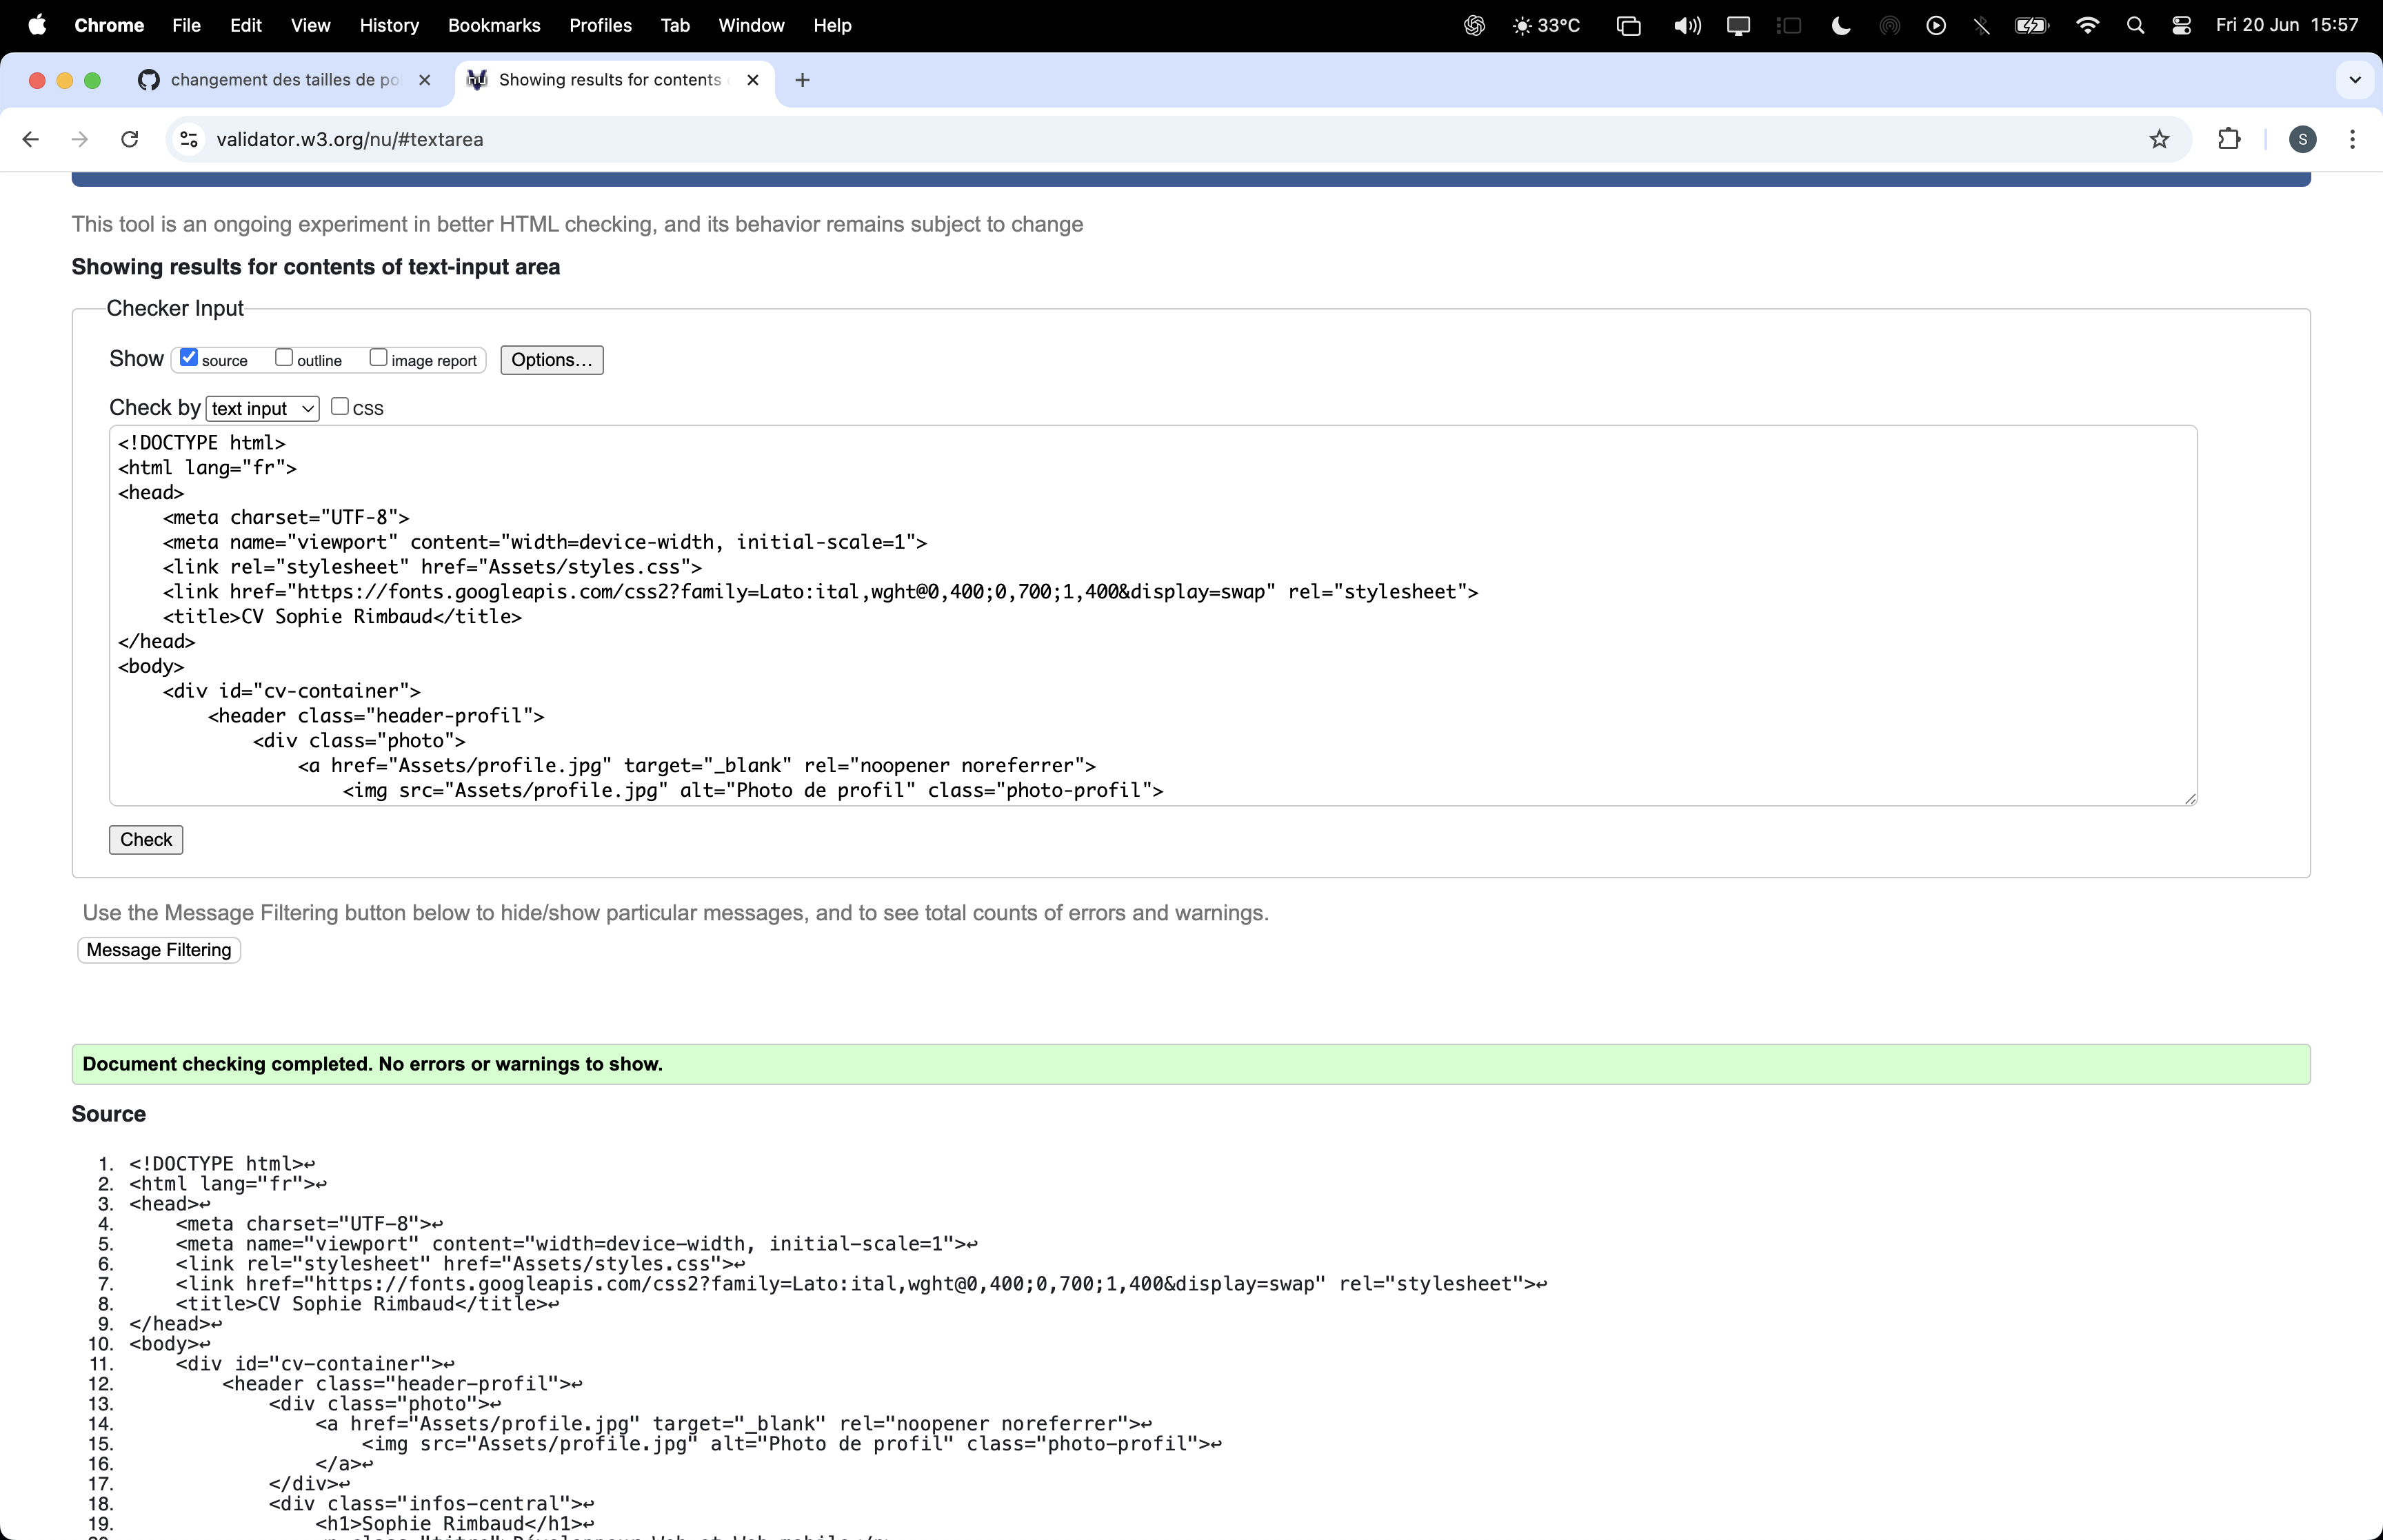 Chrome File Edit View History Bookmarks Profiles Tab Window Help 33°C Fri 20 Jun 15:57
changement des tailles de po Showing results for contents
validator.w3.org/nu/#textarea S
This tool is an ongoing experiment in better HTML checking, and its behavior remains subject to change
Showing results for contents of text-input area
Checker Input
Show source outline image report Options...
Check by text input CSS
<!DOCTYPE html>
<html lang="fr">
<head>
    <meta charset="UTF-8">
    <meta name="viewport" content="width=device-width, initial-scale=1">
    <link rel="stylesheet" href="Assets/styles.css">
    <link href="https://fonts.googleapis.com/css2?family=Lato:ital,wght@0,400;0,700;1,400&display=swap" rel="stylesheet">
    <title>CV Sophie Rimbaud</title>
</head>
<body>
    <div id="cv-container">
        <header class="header-profil">
            <div class="photo">
                <a href="Assets/profile.jpg" target="_blank" rel="noopener noreferrer">
                    <img src="Assets/profile.jpg" alt="Photo de profil" class="photo-profil">
Check
Use the Message Filtering button below to hide/show particular messages, and to see total counts of errors and warnings.
Message Filtering
Document checking completed. No errors or warnings to show.
Source
1. <!DOCTYPE html>↩
2. <html lang="fr">↩
3. <head>↩
4.     <meta charset="UTF-8">↩
5.     <meta name="viewport" content="width=device-width, initial-scale=1">↩
6.     <link rel="stylesheet" href="Assets/styles.css">↩
7.     <link href="https://fonts.googleapis.com/css2?family=Lato:ital,wght@0,400;0,700;1,400&display=swap" rel="stylesheet">↩
8.     <title>CV Sophie Rimbaud</title>↩
9. </head>↩
10. <body>↩
11.     <div id="cv-container">↩
12.         <header class="header-profil">↩
13.             <div class="photo">↩
14.                 <a href="Assets/profile.jpg" target="_blank" rel="noopener noreferrer">↩
15.                     <img src="Assets/profile.jpg" alt="Photo de profil" class="photo-profil">↩
16.                 </a>↩
17.             </div>↩
18.             <div class="infos-central">↩
19.                 <h1>Sophie Rimbaud</h1>↩